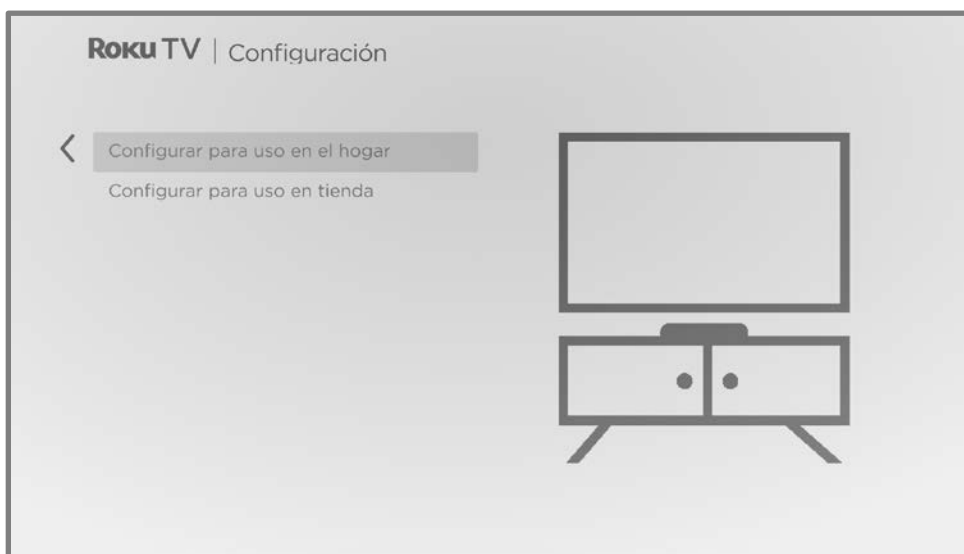 Roku TV | Configuración
Configurar para uso en el hogar
Configurar para uso en tienda